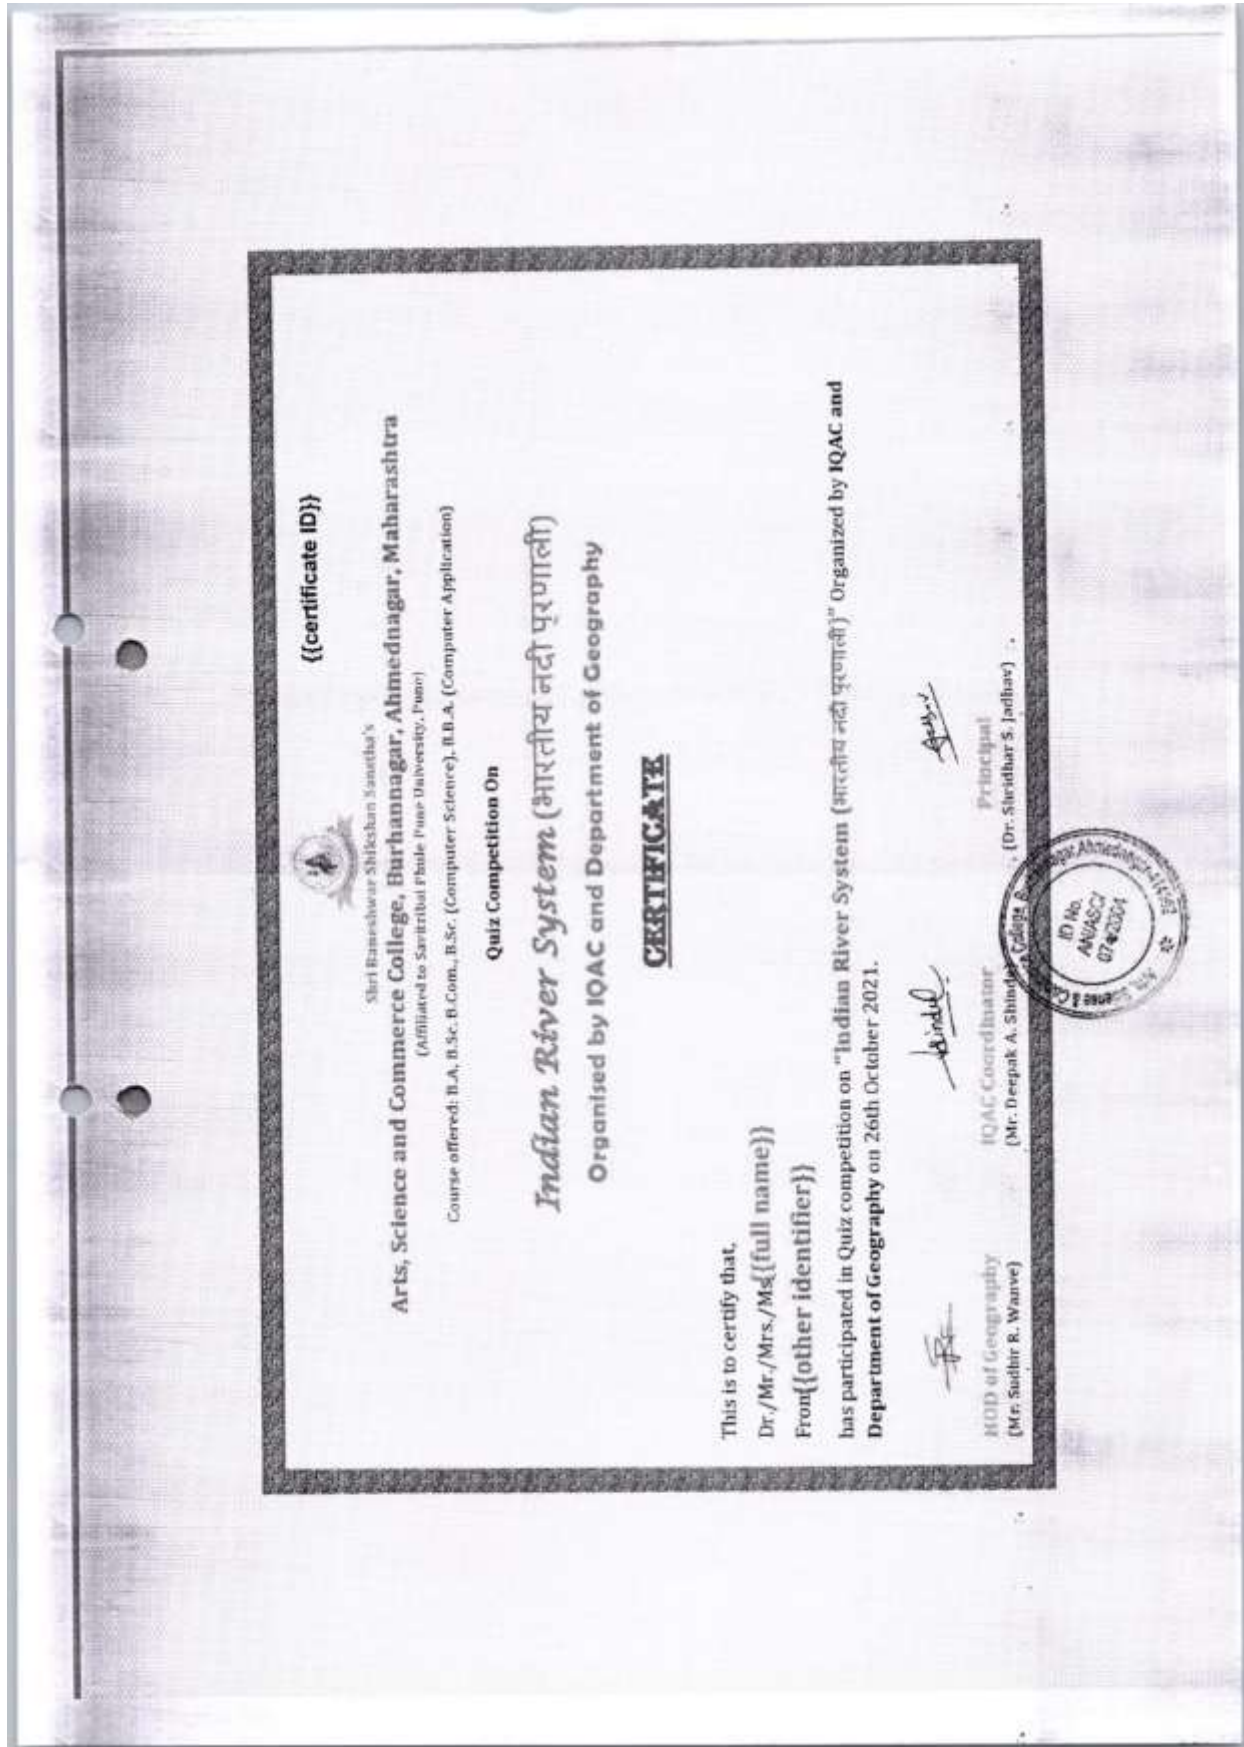 {{certificate ID}}
Shri Baneshwar Shikshan Sanstha's
Arts, Science and Commerce College, Burhannagar, Ahmednagar, Maharashtra
(Affiliated to Savitribai Phule Pune University, Pune)
Course offered: B.A, B.Sc. B.Com., B.Sc. (Computer Science), B.B.A. (Computer Application)
Quiz Competition On
Indian River System (भारतीय नदी प्रणाली)
Organised by IQAC and Department of Geography
CERTIFICATE
This is to certify that,
Dr./Mr./Mrs./Ms{{full name}}
From{{other identifier}}
has participated in Quiz competition on "Indian River System (भारतीय नदी प्रणाली)" Organized by IQAC and
Department of Geography on 26th October 2021.
HOD of Geography IQAC Coordinator Principal
(Mr. Sudhir R. Wanve) (Mr. Deepak A. Shinde) (Dr. Shridhar S. Jadhav)
ID No.